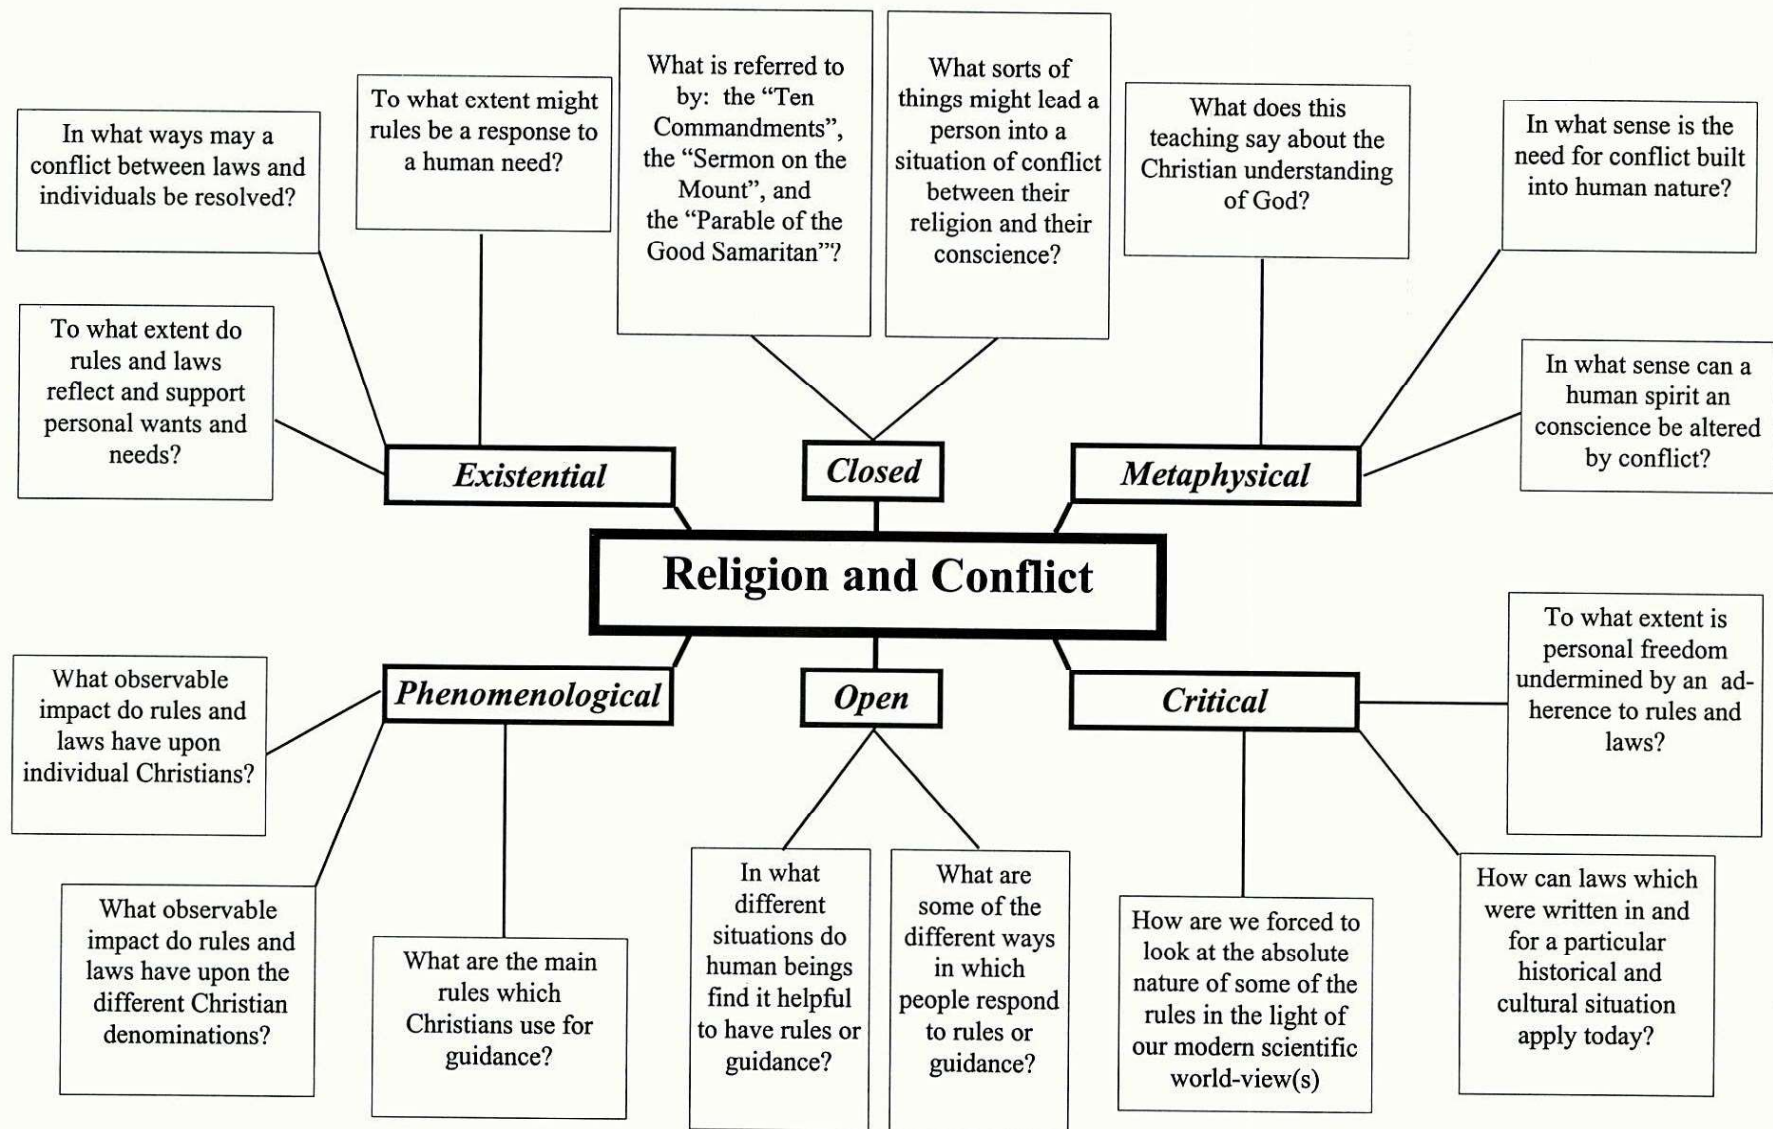 In what ways may a
conflict between laws and
individuals be resolved?
To what extent might
rules be a response to
a human need?
What is referred to
by: the “Ten
Commandments”,
the “Sermon on the
Mount”, and
the “Parable of the
Good Samaritan”?
What sorts of
things might lead a
person into a
situation of conflict
between their
religion and their
conscience?
What does this
teaching say about the
Christian understanding
of God?
In what sense is the
need for conflict built
into human nature?
To what extent do
rules and laws
reflect and support
personal wants and
needs?
In what sense can a
human spirit an
conscience be altered
by conflict?
Existential
Closed
Metaphysical
Religion and Conflict
Phenomenological
Open
Critical
What observable
impact do rules and
laws have upon
individual Christians?
To what extent is
personal freedom
undermined by an ad-
herence to rules and
laws?
What observable
impact do rules and
laws have upon the
different Christian
denominations?
What are the main
rules which
Christians use for
guidance?
In what
different
situations do
human beings
find it helpful
to have rules or
guidance?
What are
some of the
different ways
in which
people respond
to rules or
guidance?
How are we forced to
look at the absolute
nature of some of the
rules in the light of
our modern scientific
world-view(s)
How can laws which
were written in and
for a particular
historical and
cultural situation
apply today?